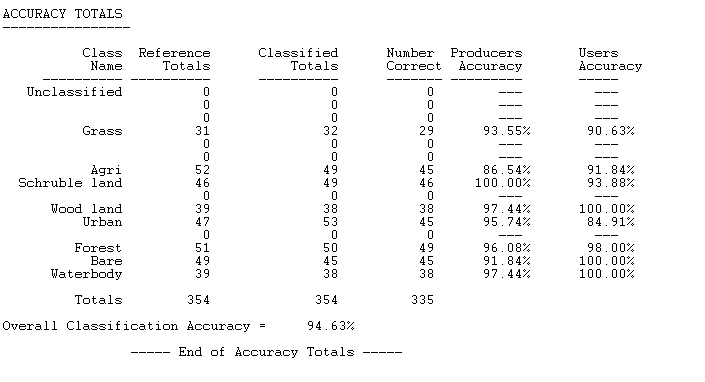 ACCURACY TOTALS
----------------
Class Reference Classified Number Producers Users
Name Totals Totals Correct Accuracy Accuracy
---------- ---------- ---------- ------- --------- -----
Unclassified 0 0 0 --- ---
0 0 0 --- ---
0 0 0 --- ---
Grass 31 32 29 93.55% 90.63%
0 0 0 --- ---
0 0 0 --- ---
Agri 52 49 45 86.54% 91.84%
Schruble land 46 49 46 100.00% 93.88%
0 0 0 --- ---
Wood land 39 38 38 97.44% 100.00%
Urban 47 53 45 95.74% 84.91%
0 0 0 --- ---
Forest 51 50 49 96.08% 98.00%
Bare 49 45 45 91.84% 100.00%
Waterbody 39 38 38 97.44% 100.00%
Totals 354 354 335
Overall Classification Accuracy = 94.63%
----- End of Accuracy Totals -----